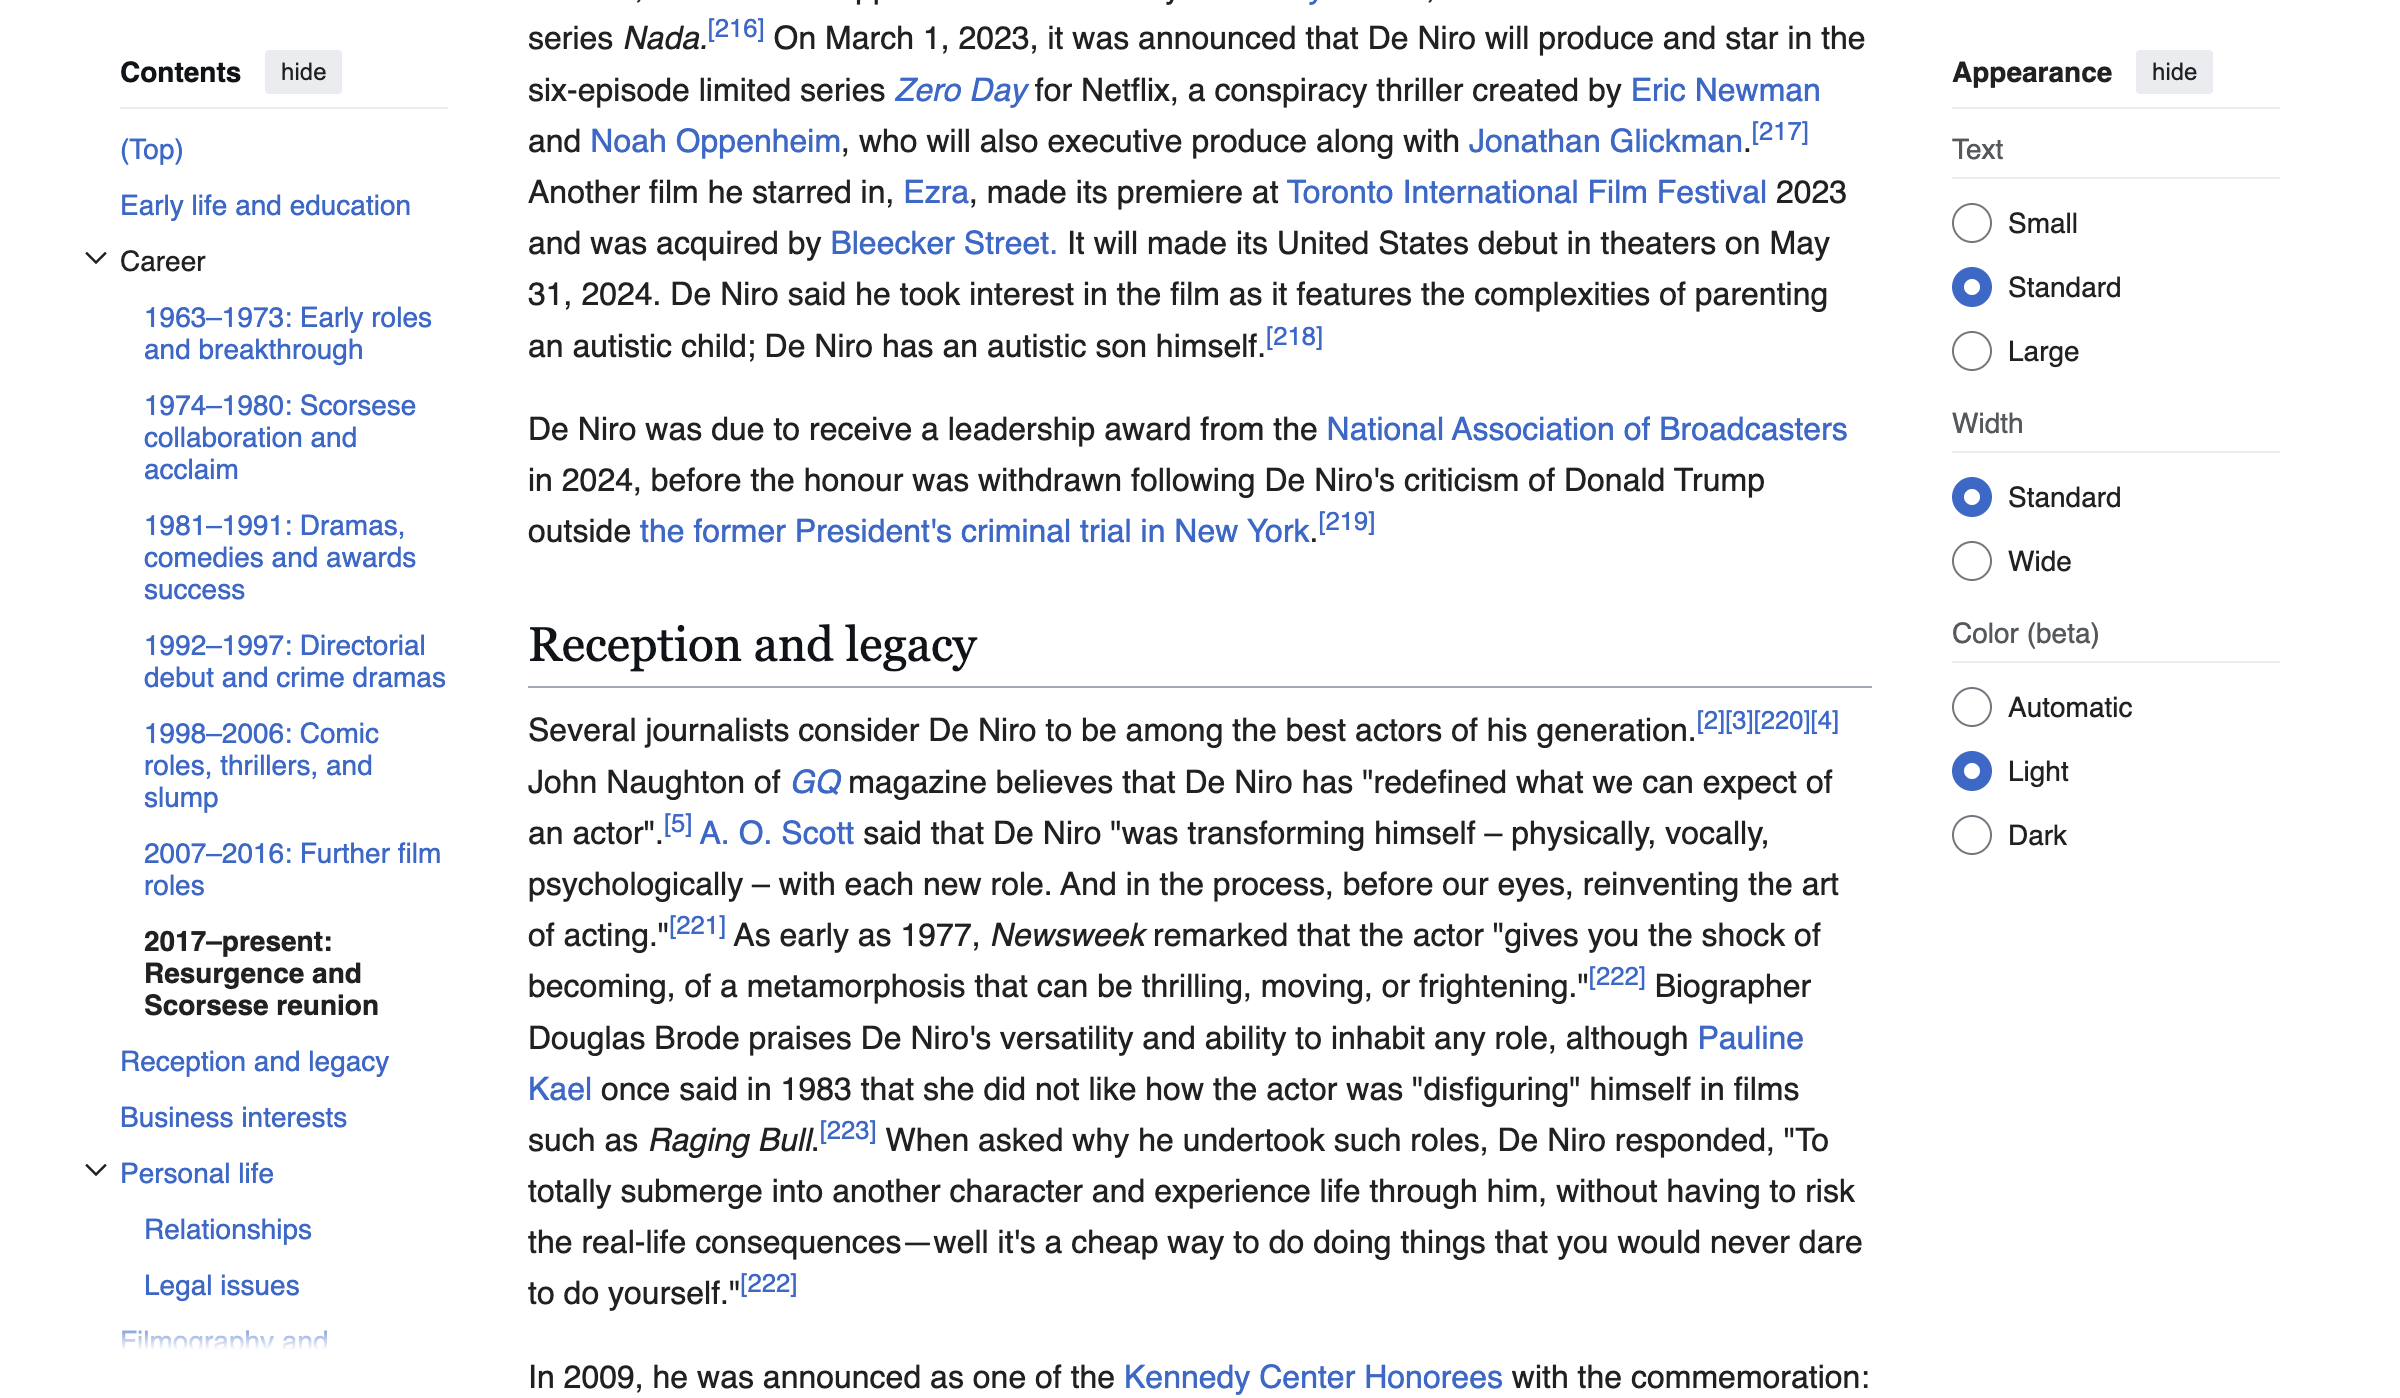 Contents hide
(Top)
Early life and education
Career
1963–1973: Early roles
and breakthrough
1974–1980: Scorsese
collaboration and
acclaim
1981–1991: Dramas,
comedies and awards
success
1992–1997: Directorial
debut and crime dramas
1998–2006: Comic
roles, thrillers, and
slump
2007–2016: Further film
roles
2017–present:
Resurgence and
Scorsese reunion
Reception and legacy
Business interests
Personal life
Relationships
Legal issues
Filmography and
series Nada.[216] On March 1, 2023, it was announced that De Niro will produce and star in the
six-episode limited series Zero Day for Netflix, a conspiracy thriller created by Eric Newman
and Noah Oppenheim, who will also executive produce along with Jonathan Glickman.[217]
Another film he starred in, Ezra, made its premiere at Toronto International Film Festival 2023
and was acquired by Bleecker Street. It will made its United States debut in theaters on May
31, 2024. De Niro said he took interest in the film as it features the complexities of parenting
an autistic child; De Niro has an autistic son himself.[218]
De Niro was due to receive a leadership award from the National Association of Broadcasters
in 2024, before the honour was withdrawn following De Niro's criticism of Donald Trump
outside the former President's criminal trial in New York.[219]
Reception and legacy
Several journalists consider De Niro to be among the best actors of his generation.[2][3][220][4]
John Naughton of GQ magazine believes that De Niro has "redefined what we can expect of
an actor".[5] A. O. Scott said that De Niro "was transforming himself – physically, vocally,
psychologically – with each new role. And in the process, before our eyes, reinventing the art
of acting."[221] As early as 1977, Newsweek remarked that the actor "gives you the shock of
becoming, of a metamorphosis that can be thrilling, moving, or frightening."[222] Biographer
Douglas Brode praises De Niro's versatility and ability to inhabit any role, although Pauline
Kael once said in 1983 that she did not like how the actor was "disfiguring" himself in films
such as Raging Bull.[223] When asked why he undertook such roles, De Niro responded, "To
totally submerge into another character and experience life through him, without having to risk
the real-life consequences—well it's a cheap way to do doing things that you would never dare
to do yourself."[222]
In 2009, he was announced as one of the Kennedy Center Honorees with the commemoration:
Appearance hide
Text
Small
Standard
Large
Width
Standard
Wide
Color (beta)
Automatic
Light
Dark